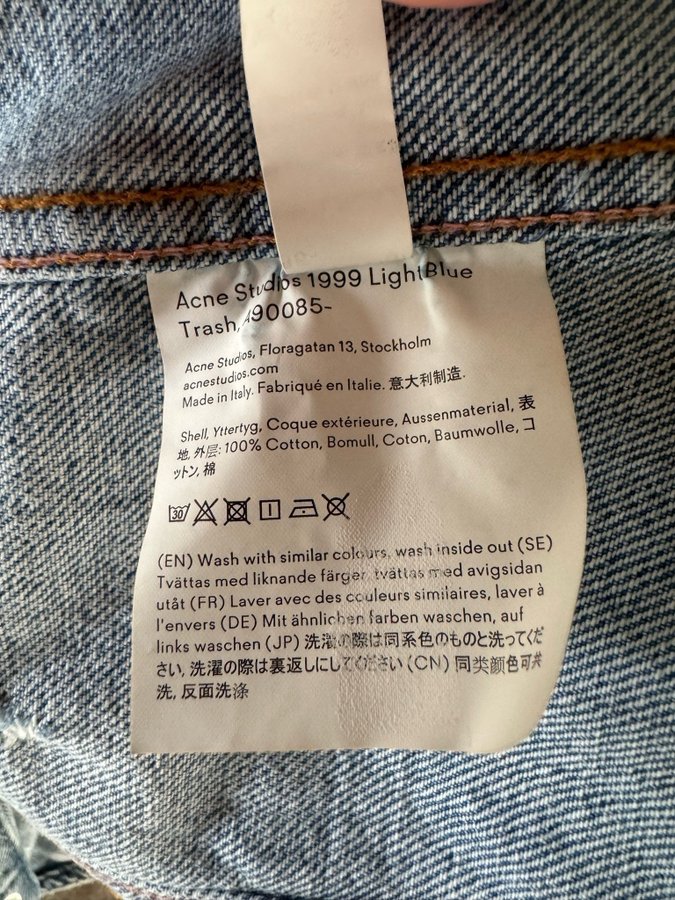 Acne Studios 1999 LightBlue
Trash, A90085-
Acne Studios, Floragatan 13, Stockholm
acnestudios.com
Made in Italy. Fabriqué en Italie. 意大利制造.
Shell, Yttertyg, Coque extérieure, Aussenmaterial, 表
地, 外层: 100% Cotton, Bomull, Coton, Baumwolle, コ
ットン, 棉
30
(EN) Wash with similar colours, wash inside out (SE)
Tvättas med liknande färger, tvättas med avigsidan
utåt (FR) Laver avec des couleurs similaires, laver à
l'envers (DE) Mit ähnlichen farben waschen, auf
links waschen (JP) 洗濯の際は同系色のものと洗ってくだ
さい, 洗濯の際は裏返しにしてください (CN) 同类颜色可共
洗, 反面洗涤